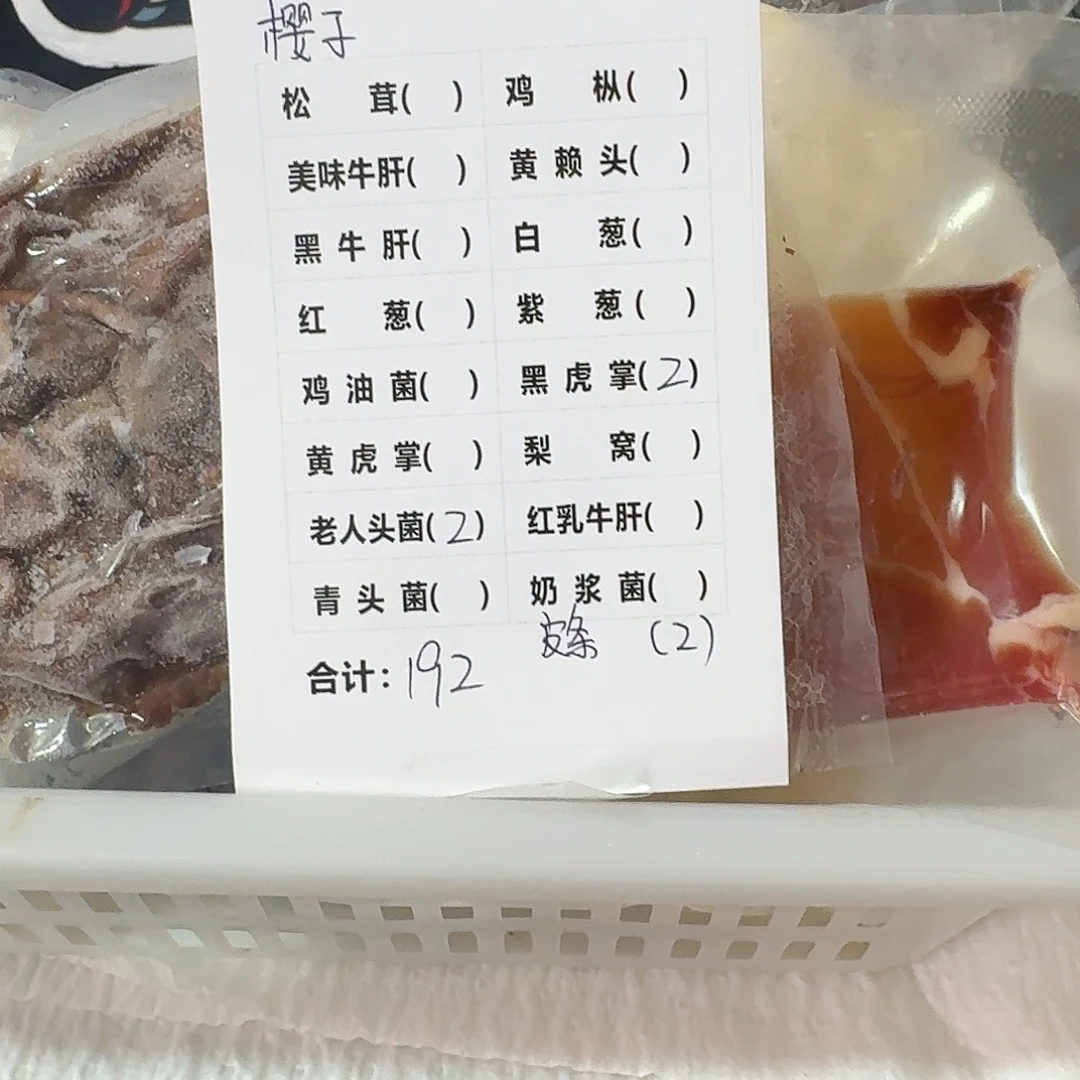 樱子
松 茸( ) 鸡 枞( )
美味牛肝( ) 黄 赖 头( )
黑 牛 肝( ) 白 葱( )
红 葱( ) 紫 葱( )
鸡 油 菌( ) 黑 虎 掌(2)
黄 虎 掌( ) 梨 窝( )
老人头菌(2) 红乳牛肝( )
青 头 菌( ) 奶 浆 菌( )
皮条 (2)
合计：192